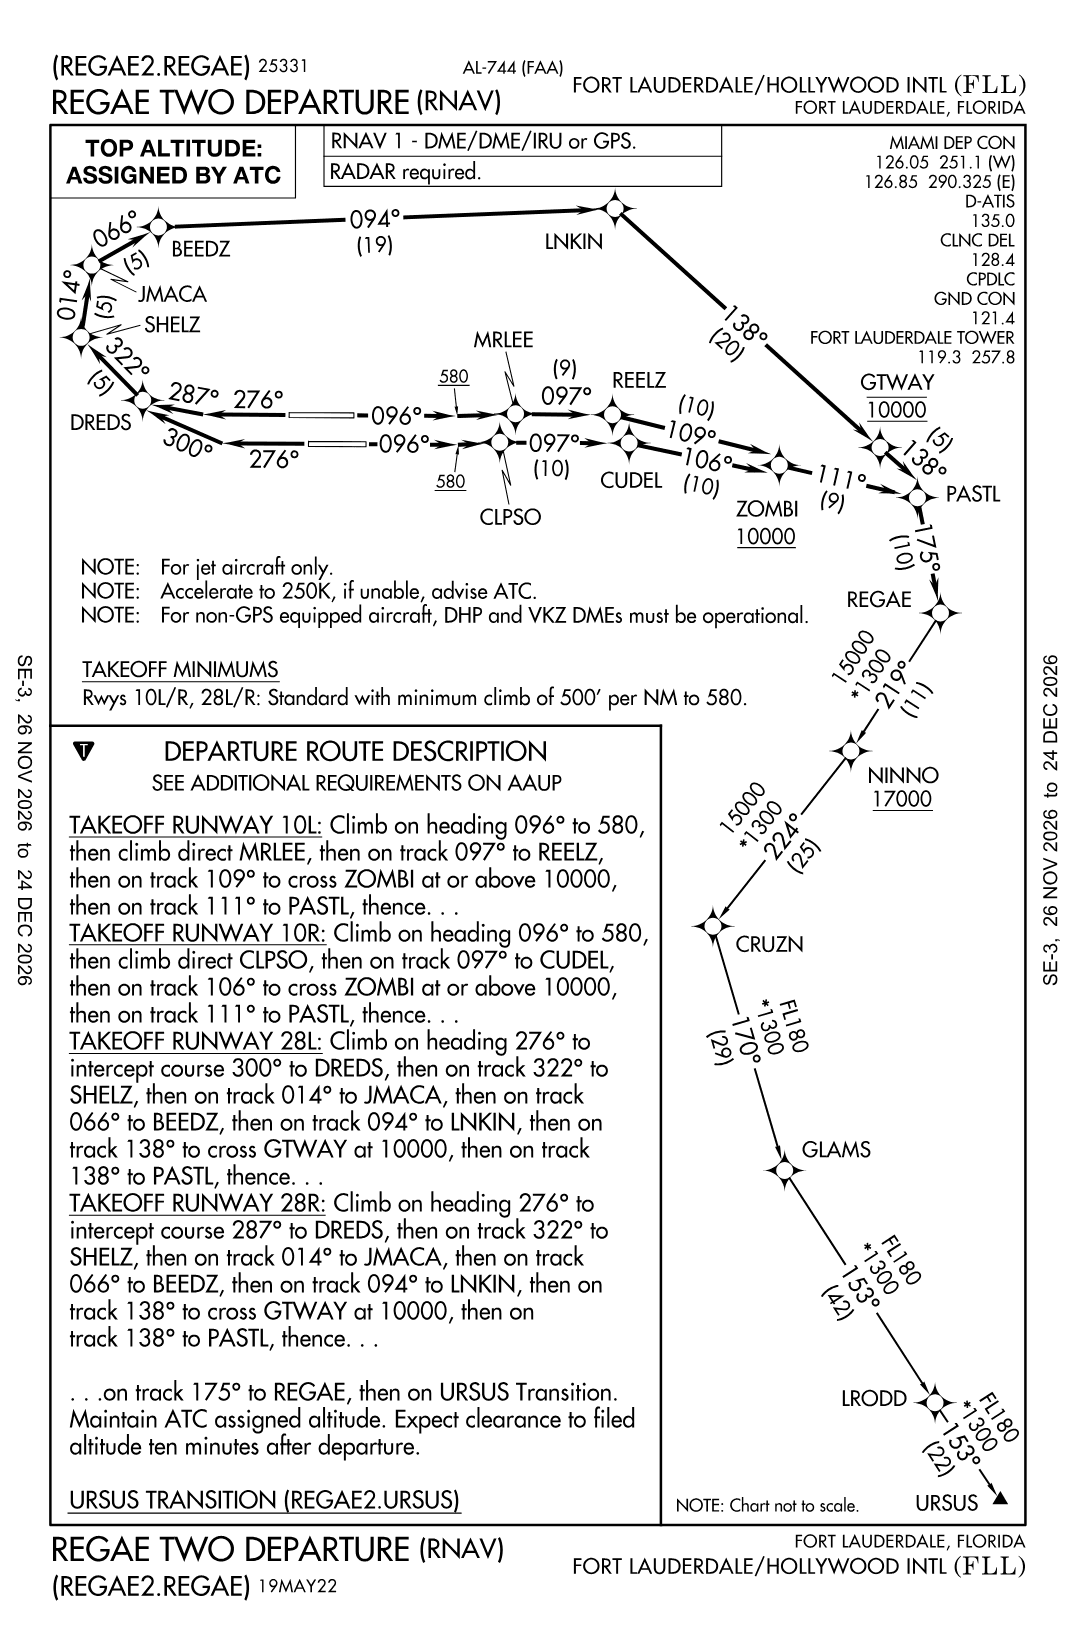 (REGAE2.REGAE) 25331
AL-744 (FAA)
FORT LAUDERDALE/HOLLYWOOD INTL (FLL)
REGAE TWO DEPARTURE (RNAV)
FORT LAUDERDALE, FLORIDA
TOP ALTITUDE:
ASSIGNED BY ATC
RNAV 1 - DME/DME/IRU or GPS.
RADAR required.
MIAMI DEP CON
126.05 251.1 (W)
126.85 290.325 (E)
D-ATIS
135.0
CLNC DEL
128.4
CPDLC
GND CON
121.4
FORT LAUDERDALE TOWER
119.3 257.8
066°
(5)
BEEDZ
094°
(19)
LNKIN
014°
(5)
JMACA
SHELZ
322°
(5)
DREDS
138°
(20)
GTWAY
10000
(5)
138°
MRLEE
580
(9)
097°
REELZ
287°
276°
096°
(10)
109°
300°
276°
096°
580
097°
(10)
CLPSO
CUDEL
106°
(10)
ZOMBI
10000
111°
(9)
PASTL
175°
(10)
REGAE
NOTE: For jet aircraft only.
NOTE: Accelerate to 250K, if unable, advise ATC.
NOTE: For non-GPS equipped aircraft, DHP and VKZ DMEs must be operational.
TAKEOFF MINIMUMS
Rwys 10L/R, 28L/R: Standard with minimum climb of 500' per NM to 580.
15000
*1300
219°
(11)
NINNO
17000
15000
*1300
224°
(25)
CRUZN
FL180
*1300
170°
(29)
GLAMS
FL180
*1300
153°
(42)
LRODD
FL180
*1300
153°
(22)
URSUS
NOTE: Chart not to scale.
T
DEPARTURE ROUTE DESCRIPTION
SEE ADDITIONAL REQUIREMENTS ON AAUP
TAKEOFF RUNWAY 10L: Climb on heading 096° to 580,
then climb direct MRLEE, then on track 097° to REELZ,
then on track 109° to cross ZOMBI at or above 10000,
then on track 111° to PASTL, thence. . .
TAKEOFF RUNWAY 10R: Climb on heading 096° to 580,
then climb direct CLPSO, then on track 097° to CUDEL,
then on track 106° to cross ZOMBI at or above 10000,
then on track 111° to PASTL, thence. . .
TAKEOFF RUNWAY 28L: Climb on heading 276° to
intercept course 300° to DREDS, then on track 322° to
SHELZ, then on track 014° to JMACA, then on track
066° to BEEDZ, then on track 094° to LNKIN, then on
track 138° to cross GTWAY at 10000, then on track
138° to PASTL, thence. . .
TAKEOFF RUNWAY 28R: Climb on heading 276° to
intercept course 287° to DREDS, then on track 322° to
SHELZ, then on track 014° to JMACA, then on track
066° to BEEDZ, then on track 094° to LNKIN, then on
track 138° to cross GTWAY at 10000, then on
track 138° to PASTL, thence. . .
. . .on track 175° to REGAE, then on URSUS Transition.
Maintain ATC assigned altitude. Expect clearance to filed
altitude ten minutes after departure.
URSUS TRANSITION (REGAE2.URSUS)
SE-3, 26 NOV 2026 to 24 DEC 2026
SE-3, 26 NOV 2026 to 24 DEC 2026
REGAE TWO DEPARTURE (RNAV)
(REGAE2.REGAE) 19MAY22
FORT LAUDERDALE, FLORIDA
FORT LAUDERDALE/HOLLYWOOD INTL (FLL)